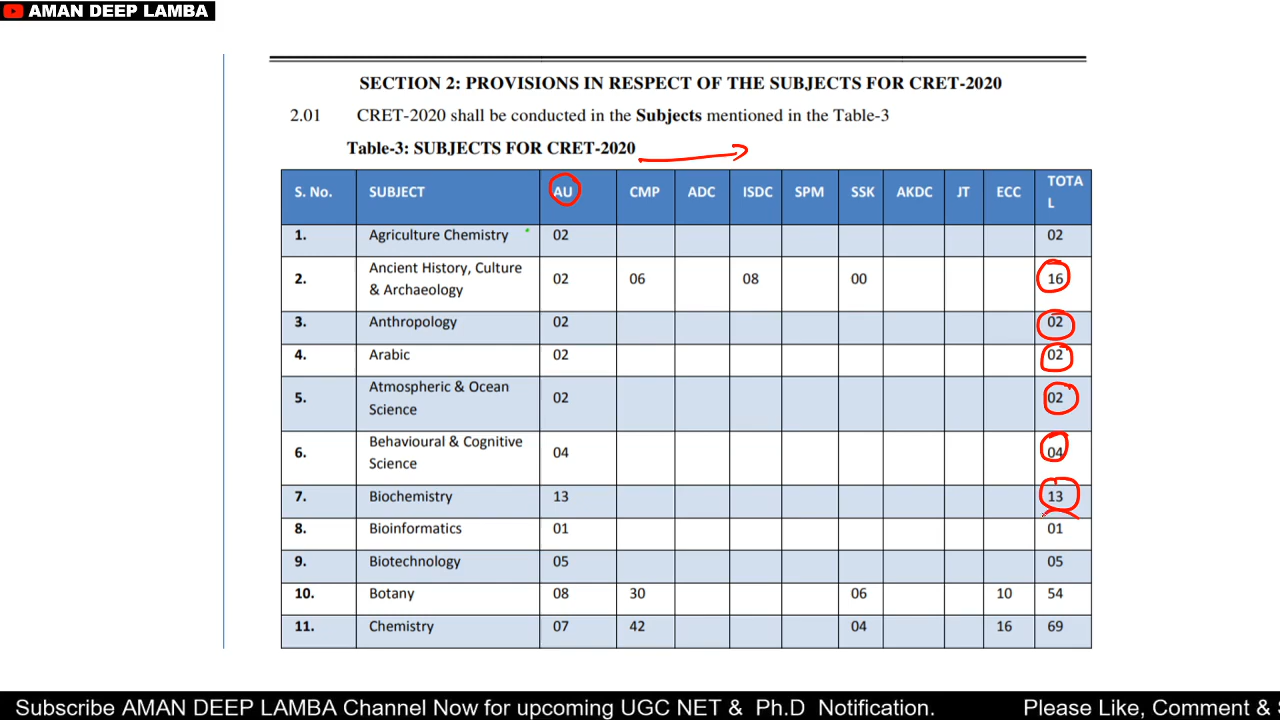 AMAN DEEP LAMBA
SECTION 2: PROVISIONS IN RESPECT OF THE SUBJECTS FOR CRET-2020
2.01 CRET-2020 shall be conducted in the Subjects mentioned in the Table-3
Table-3: SUBJECTS FOR CRET-2020
S. No. SUBJECT AU CMP ADC ISDC SPM SSK AKDC JT ECC TOTA
L
1. Agriculture Chemistry 02 02
2. Ancient History, Culture
& Archaeology 02 06 08 00 16
3. Anthropology 02 02
4. Arabic 02 02
5. Atmospheric & Ocean
Science 02 02
6. Behavioural & Cognitive
Science 04 04
7. Biochemistry 13 13
8. Bioinformatics 01 01
9. Biotechnology 05 05
10. Botany 08 30 06 10 54
11. Chemistry 07 42 04 16 69
Subscribe AMAN DEEP LAMBA Channel Now for upcoming UGC NET & Ph.D Notification. Please Like, Comment &